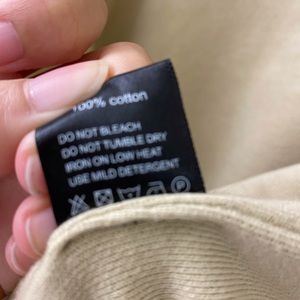 100% cotton
DO NOT BLEACH
DO NOT TUMBLE DRY
IRON ON LOW HEAT
USE MILD DETERGENT